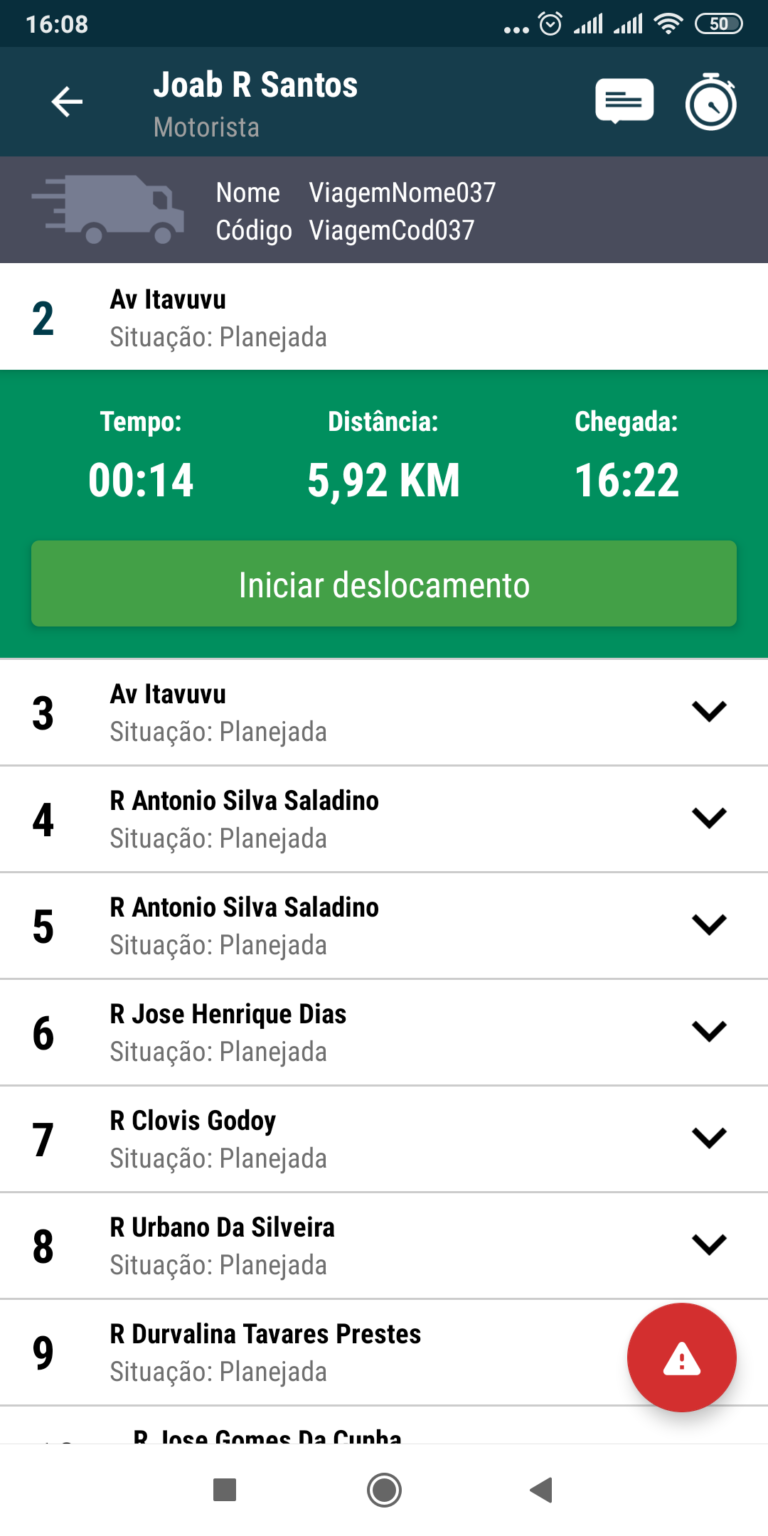 16:08
50
Joab R Santos
Motorista
Nome ViagemNome037
Código ViagemCod037
2
Av Itavuvu
Situação: Planejada
Tempo: Distância: Chegada:
00:14 5,92 KM 16:22
Iniciar deslocamento
3
Av Itavuvu
Situação: Planejada
4
R Antonio Silva Saladino
Situação: Planejada
5
R Antonio Silva Saladino
Situação: Planejada
6
R Jose Henrique Dias
Situação: Planejada
7
R Clovis Godoy
Situação: Planejada
8
R Urbano Da Silveira
Situação: Planejada
9
R Durvalina Tavares Prestes
Situação: Planejada
R Jose Gomes Da Cunha